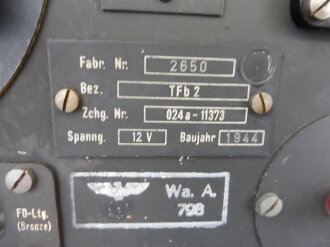 Fabr. Nr. 2650
Bez. TFb 2
Zchg. Nr. 024a-11373
Spanng. 12 V Baujahr 1944
Wa. A.
798
FD-Ltg.
(Bronze)